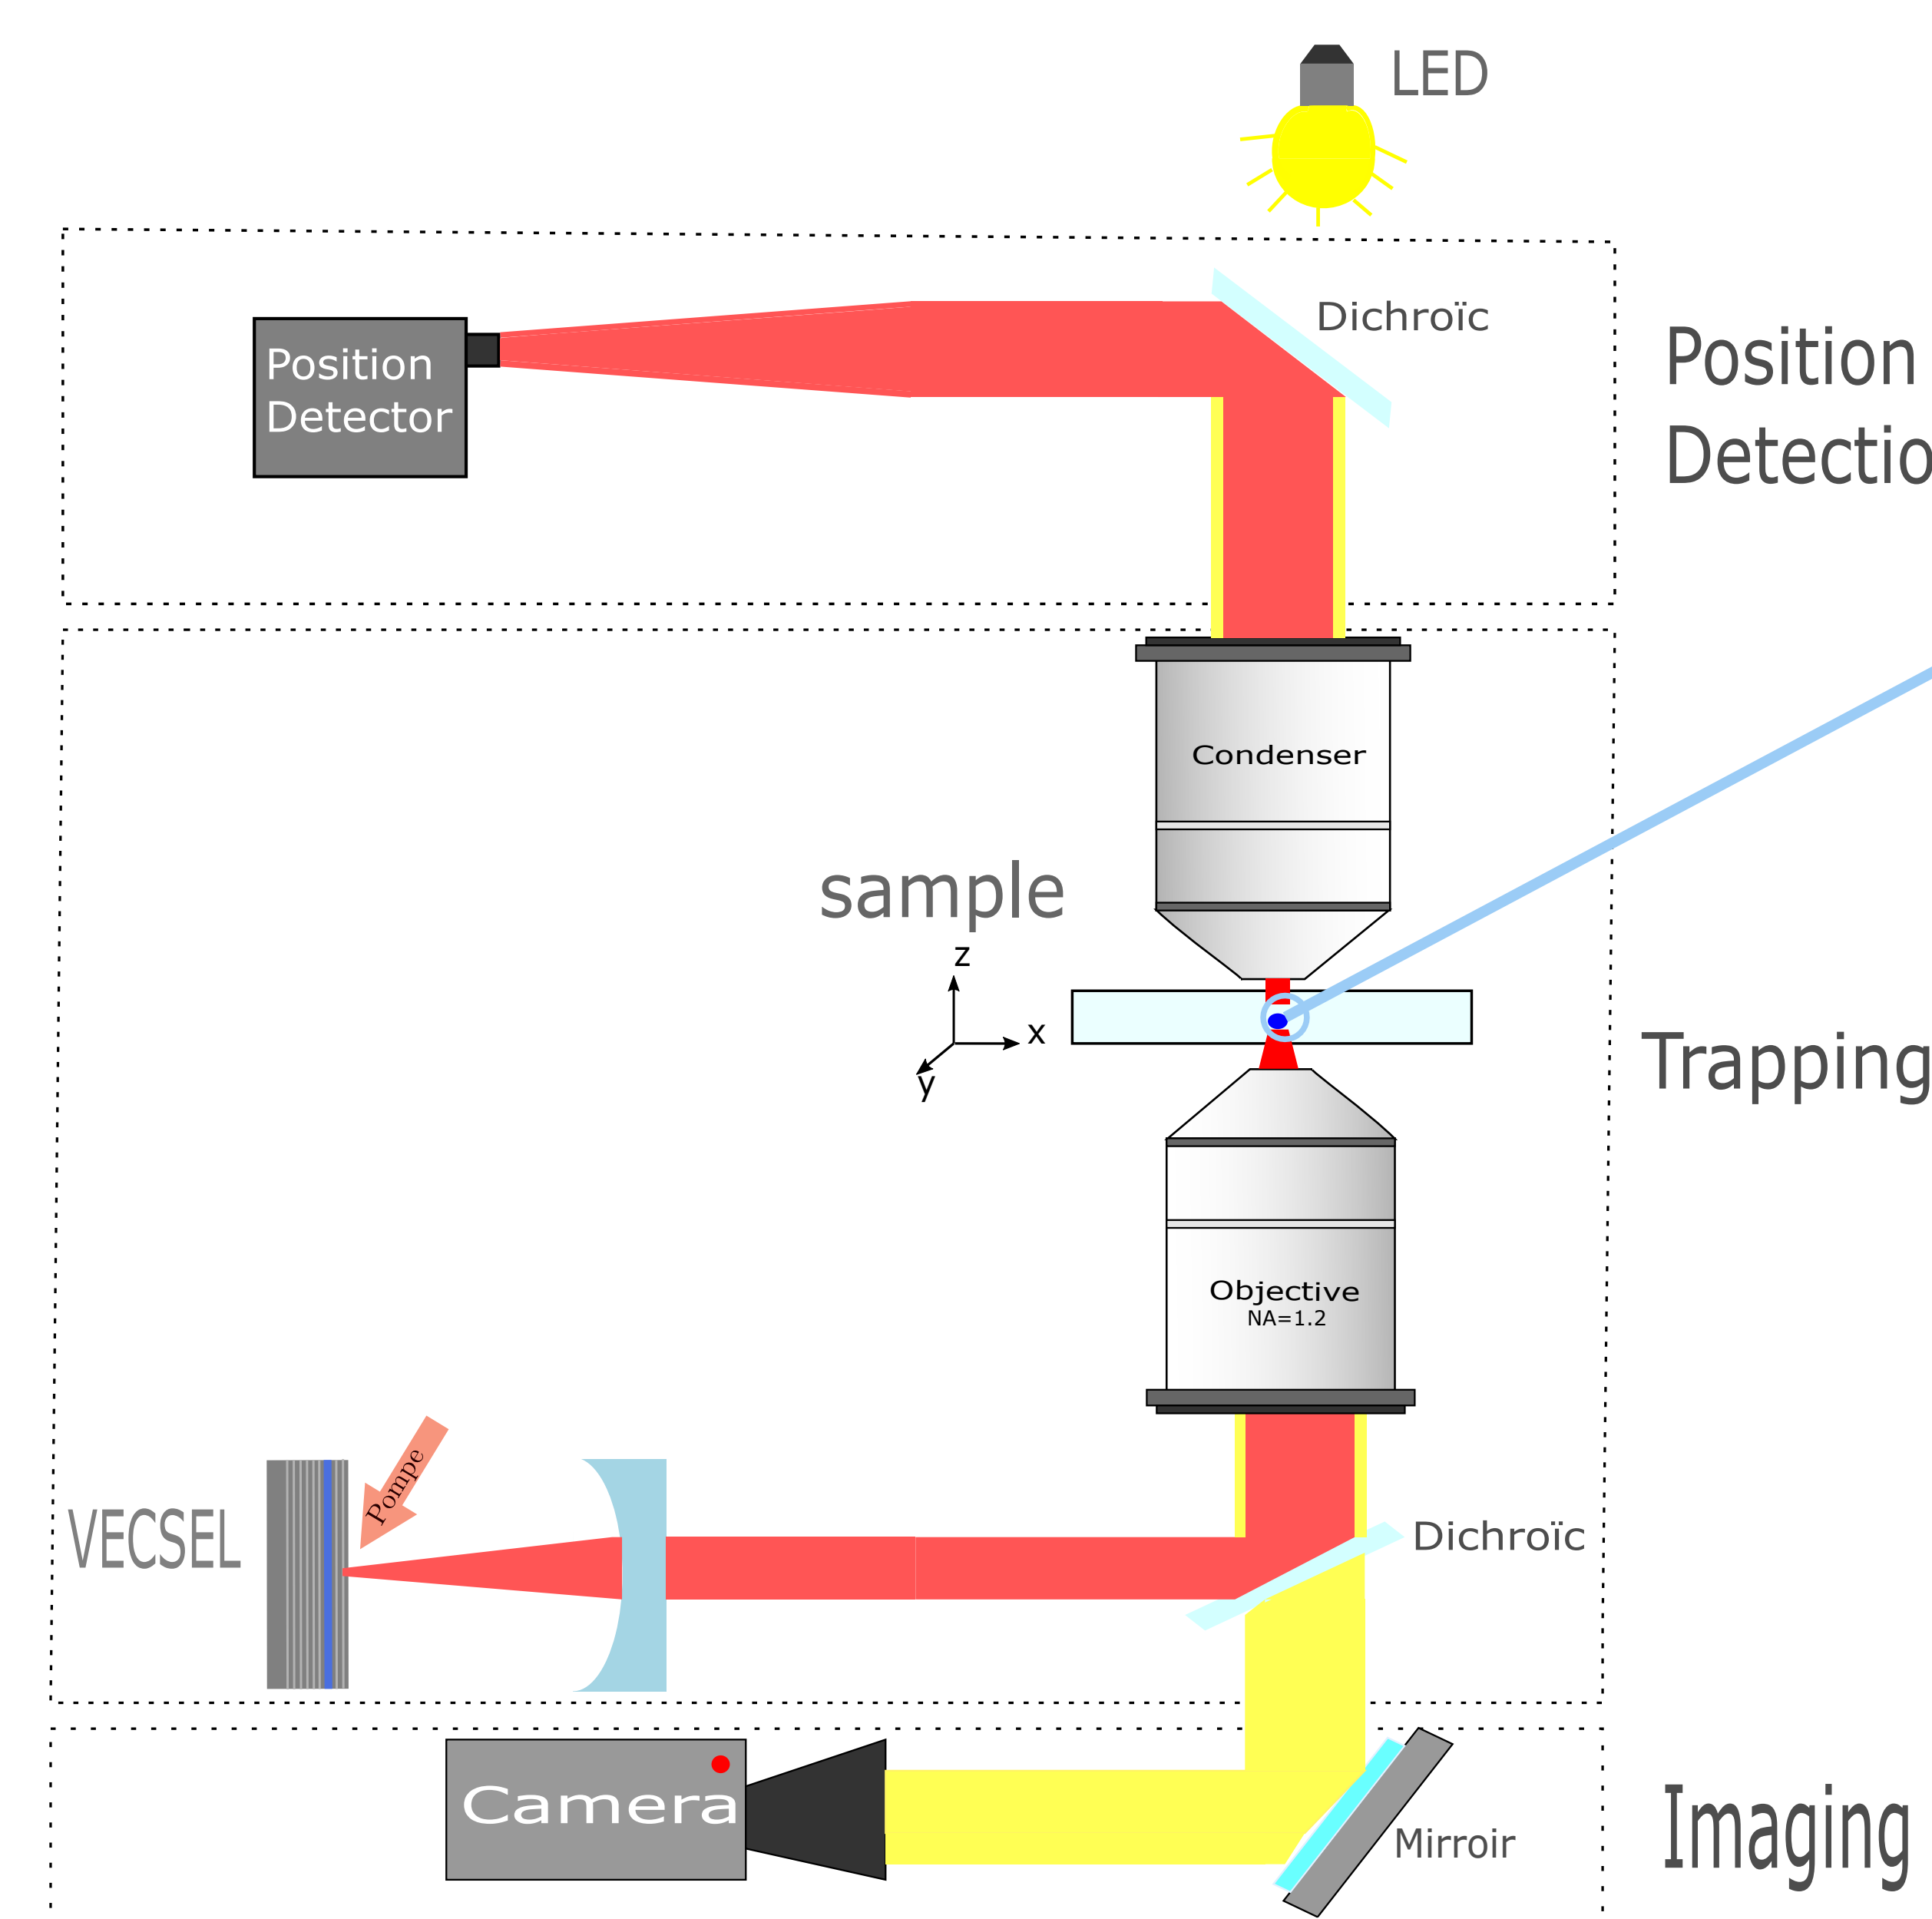 LED
Dichroïc
Position
Detector
Position
Detectio
Condenser
sample
z
x
y
Trapping
Objective
NA=1.2
Pompe
VECSEL
Dichroïc
Camera
Mirroir
Imaging